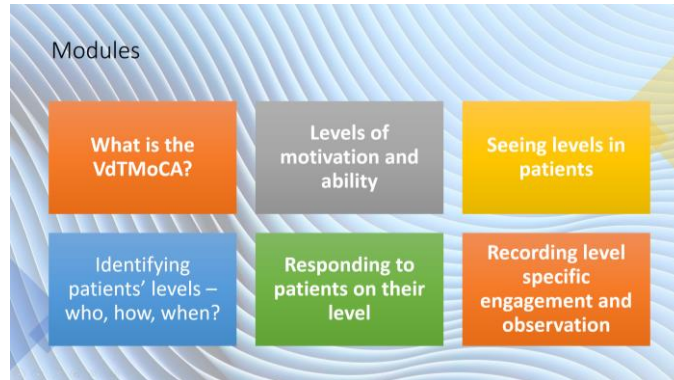 Modules
What is the
VdTMoCA?
Levels of
motivation and
ability
Seeing levels in
patients
Identifying
patients’ levels –
who, how, when?
Responding to
patients on their
level
Recording level
specific
engagement and
observation